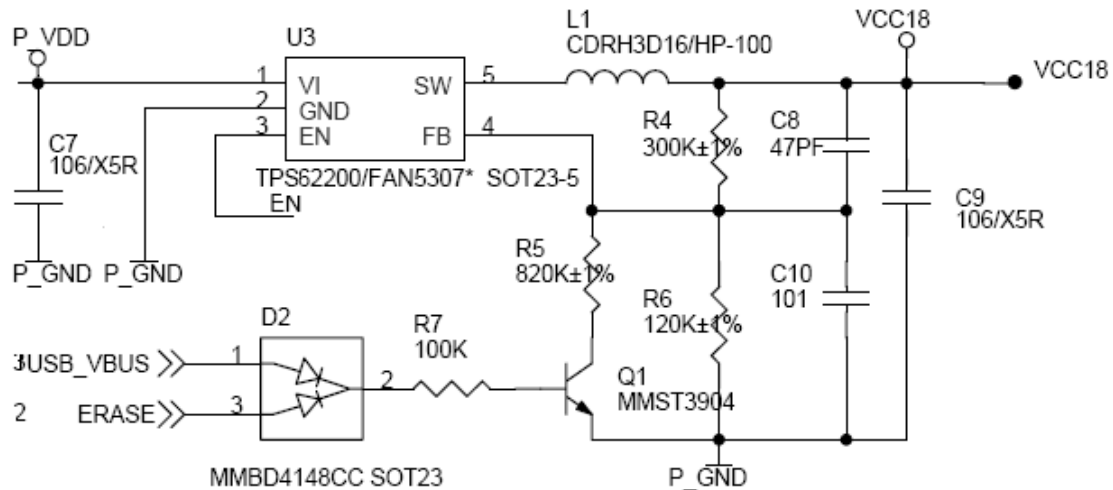 P_VDD
U3
L1
CDRH3D16/HP-100
VCC18
VCC18
1
VI
SW
5
2
GND
3
EN
FB
4
C7
106/X5R
R4
300K±1%
C8
47PF
TPS62200/FAN5307* SOT23-5
EN
C9
106/X5R
P_GND
P_GND
R5
820K±1%
R6
120K±1%
C10
101
D2
R7
100K
3USB_VBUS
1
2
2
ERASE
3
Q1
MMST3904
MMBD4148CC SOT23
P_GND